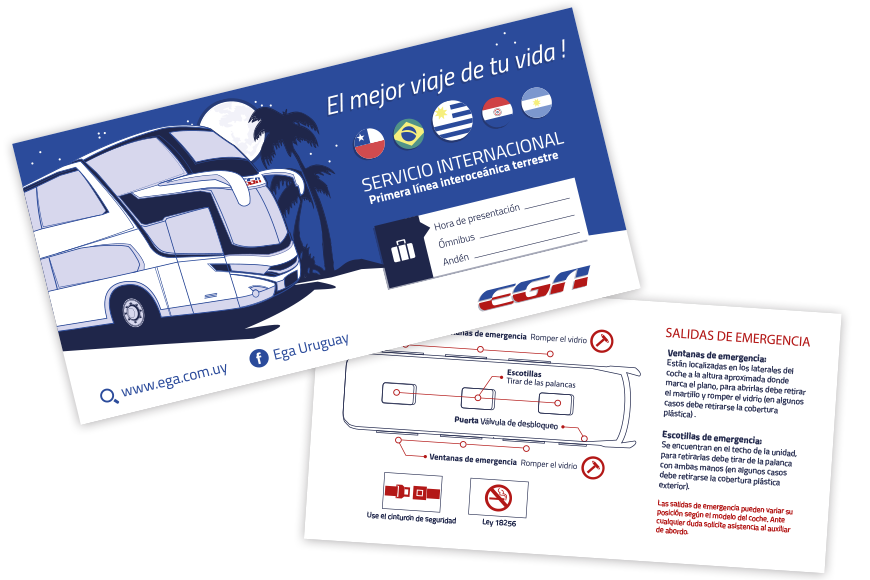 El mejor viaje de tu vida !
SERVICIO INTERNACIONAL
Primera línea interoceánica terrestre
Hora de presentación
Ómnibus
Andén
EGA
EGA
www.ega.com.uy
Ega Uruguay
de emergencia Romper el vidrio
Escotillas
Tirar de las palancas
Puerta Válvula de desbloqueo
Ventanas de emergencia Romper el vidrio
Use el cinturon de seguridad
Ley 18256
SALIDAS DE EMERGENCIA
Ventanas de emergencia:
Están localizadas en los laterales del
coche a la altura aproximada donde
marca el plano, para abrirlas debe retirar
el martillo y romper el vidrio (en algunos
casos debe retirarse la cobertura
plástica) .
Escotillas de emergencia:
Se encuentran en el techo de la unidad,
para retirarlas debe tirar de la palanca
con ambas manos (en algunos casos
debe retirarse la cobertura plástica
exterior).
Las salidas de emergencia pueden variar su
posición según el modelo del coche. Ante
cualquier duda solicite asistencia al auxiliar
de abordo.